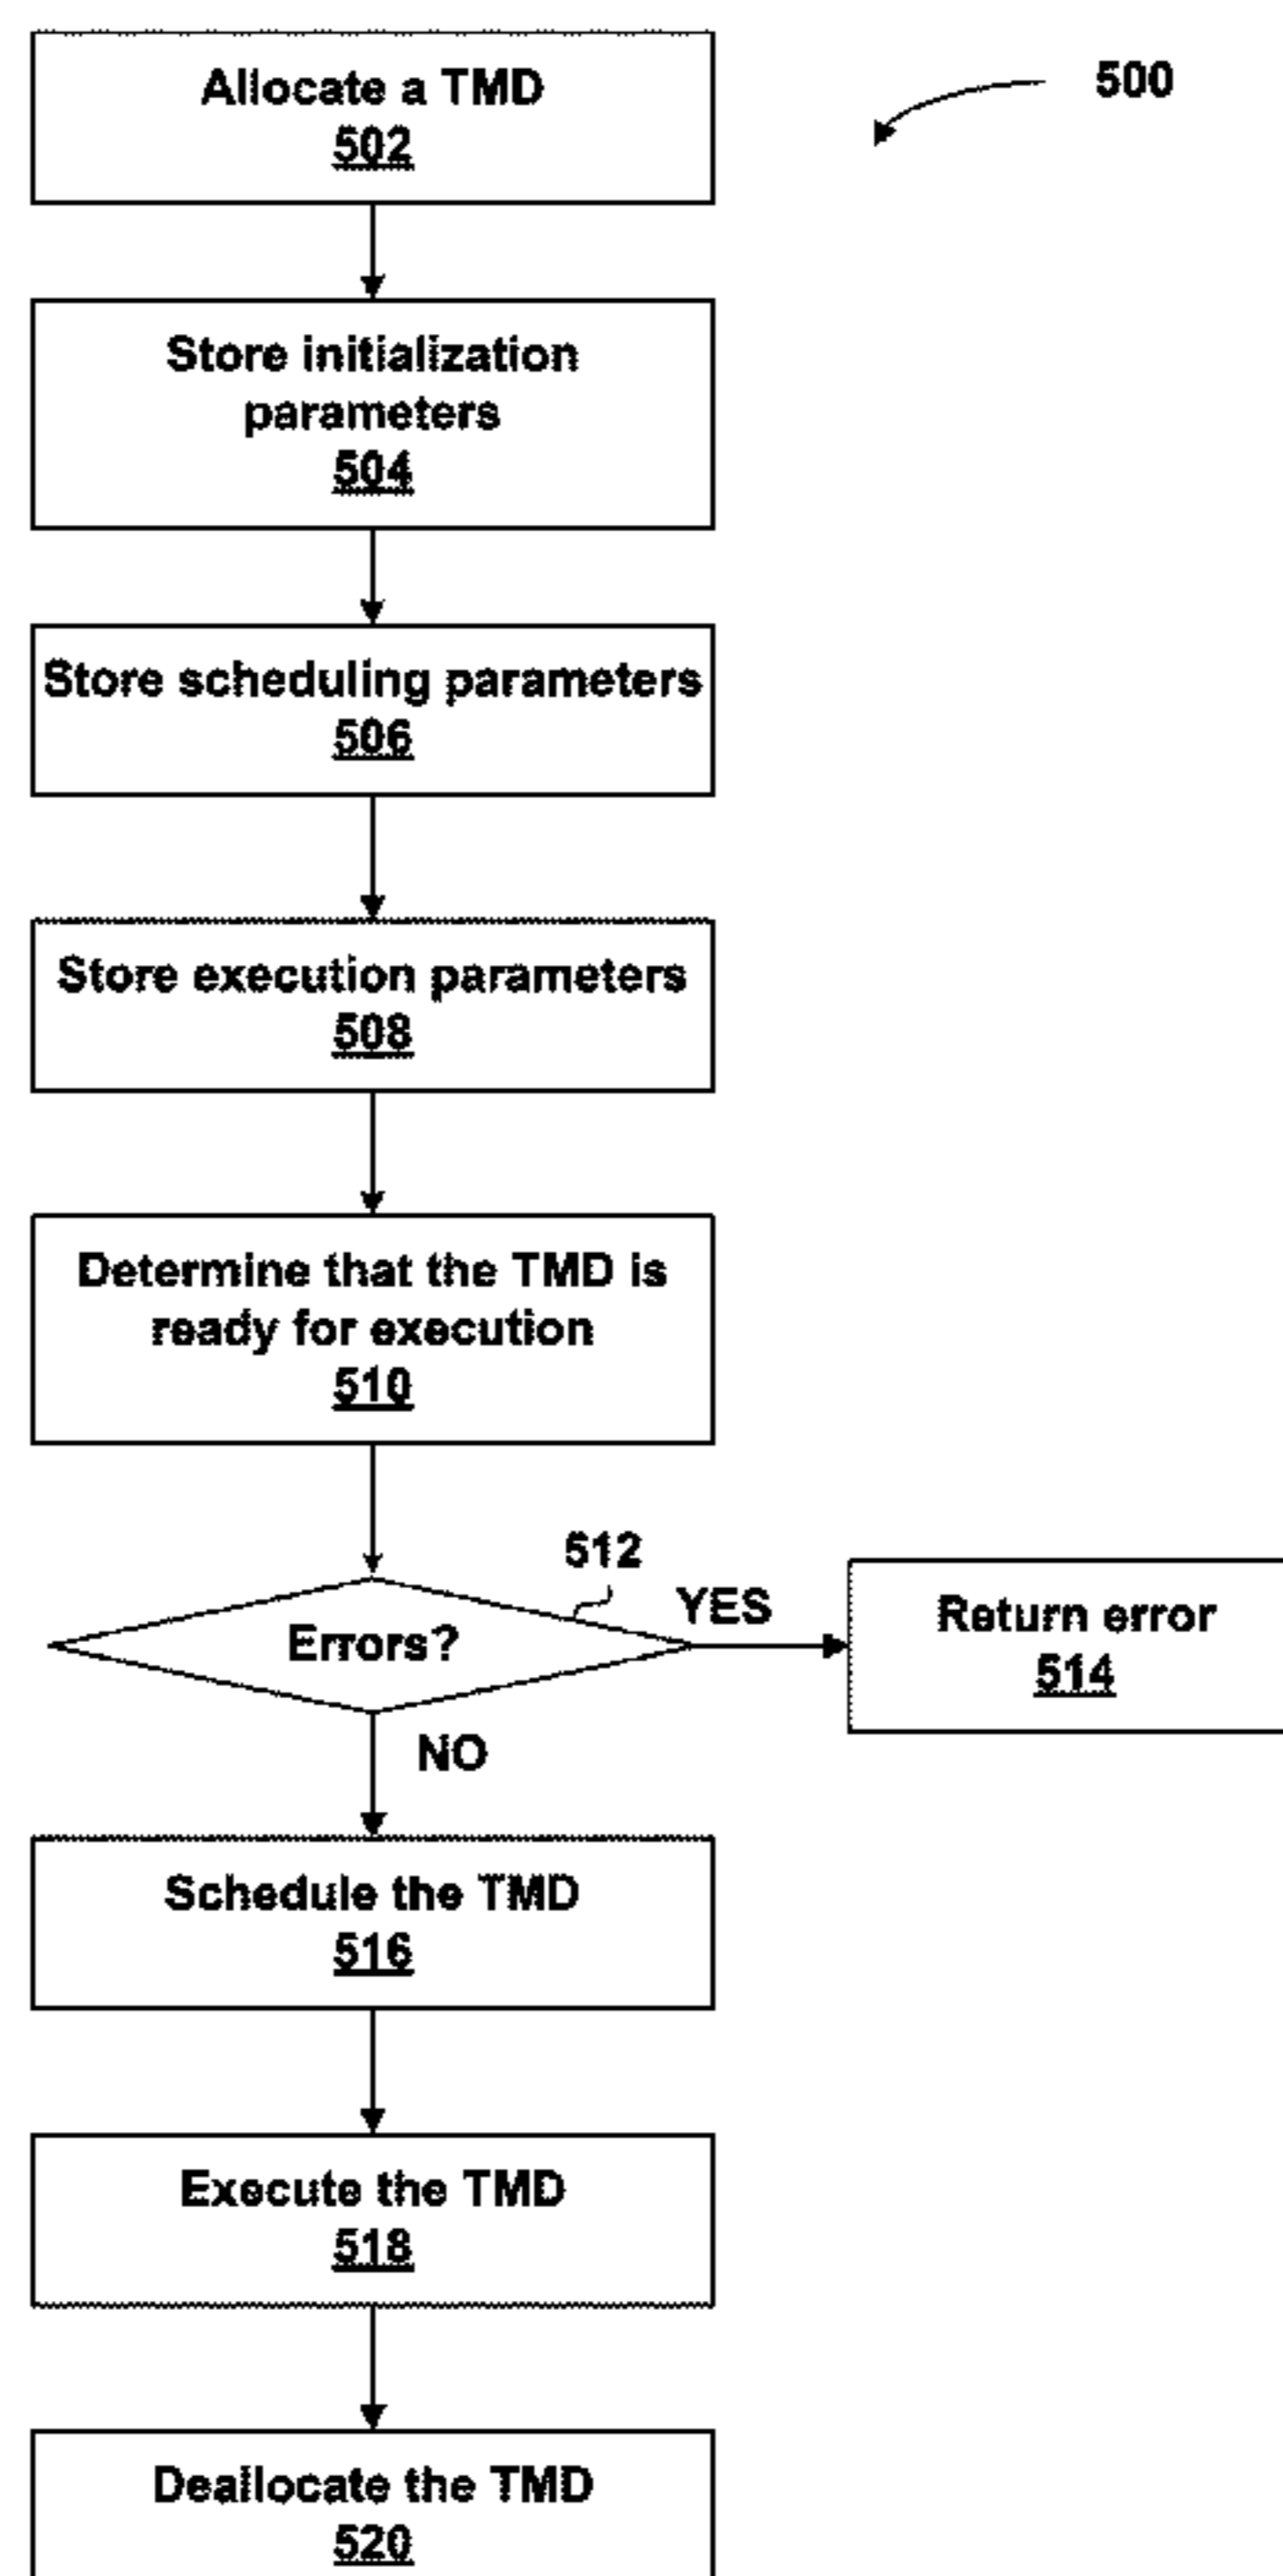 Allocate a TMD
502
500
Store initialization
parameters
504
Store scheduling parameters
506
Store execution parameters
508
Determine that the TMD is
ready for execution
510
512
Errors?
YES
Return error
514
NO
Schedule the TMD
516
Execute the TMD
518
Deallocate the TMD
520